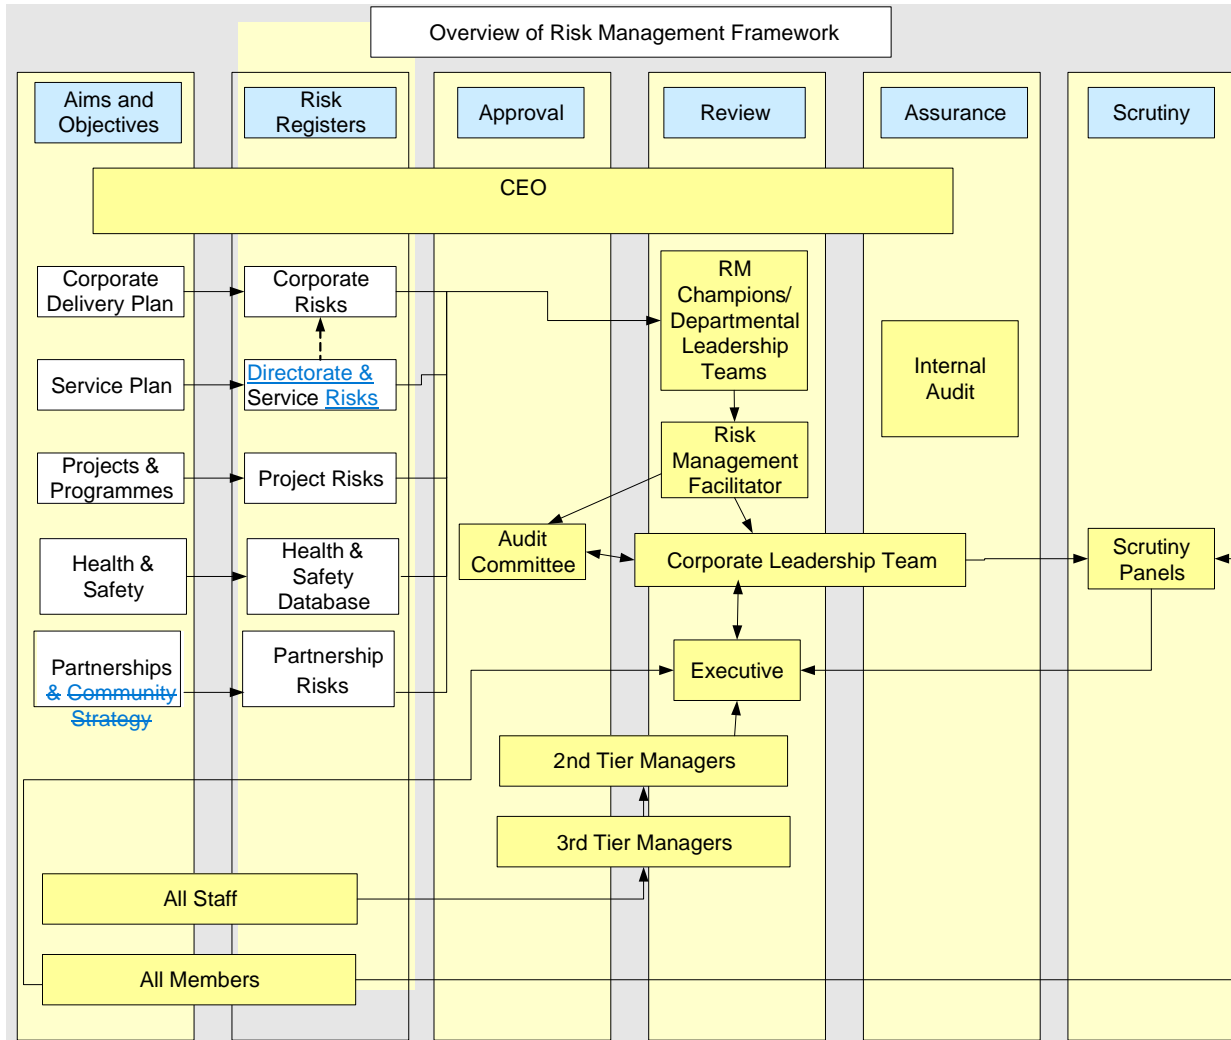 Overview of Risk Management Framework
Aims and
Objectives
Risk
Registers
Approval
Review
Assurance
Scrutiny
CEO
Corporate
Delivery Plan
Corporate
Risks
RM
Champions/
Departmental
Leadership
Teams
Internal
Audit
Service Plan
Directorate &
Service Risks
Projects &
Programmes
Project Risks
Risk
Management
Facilitator
Health &
Safety
Health &
Safety
Database
Audit
Committee
Corporate Leadership Team
Scrutiny
Panels
Partnerships
& Community
Strategy
Partnership
Risks
Executive
2nd Tier Managers
3rd Tier Managers
All Staff
All Members